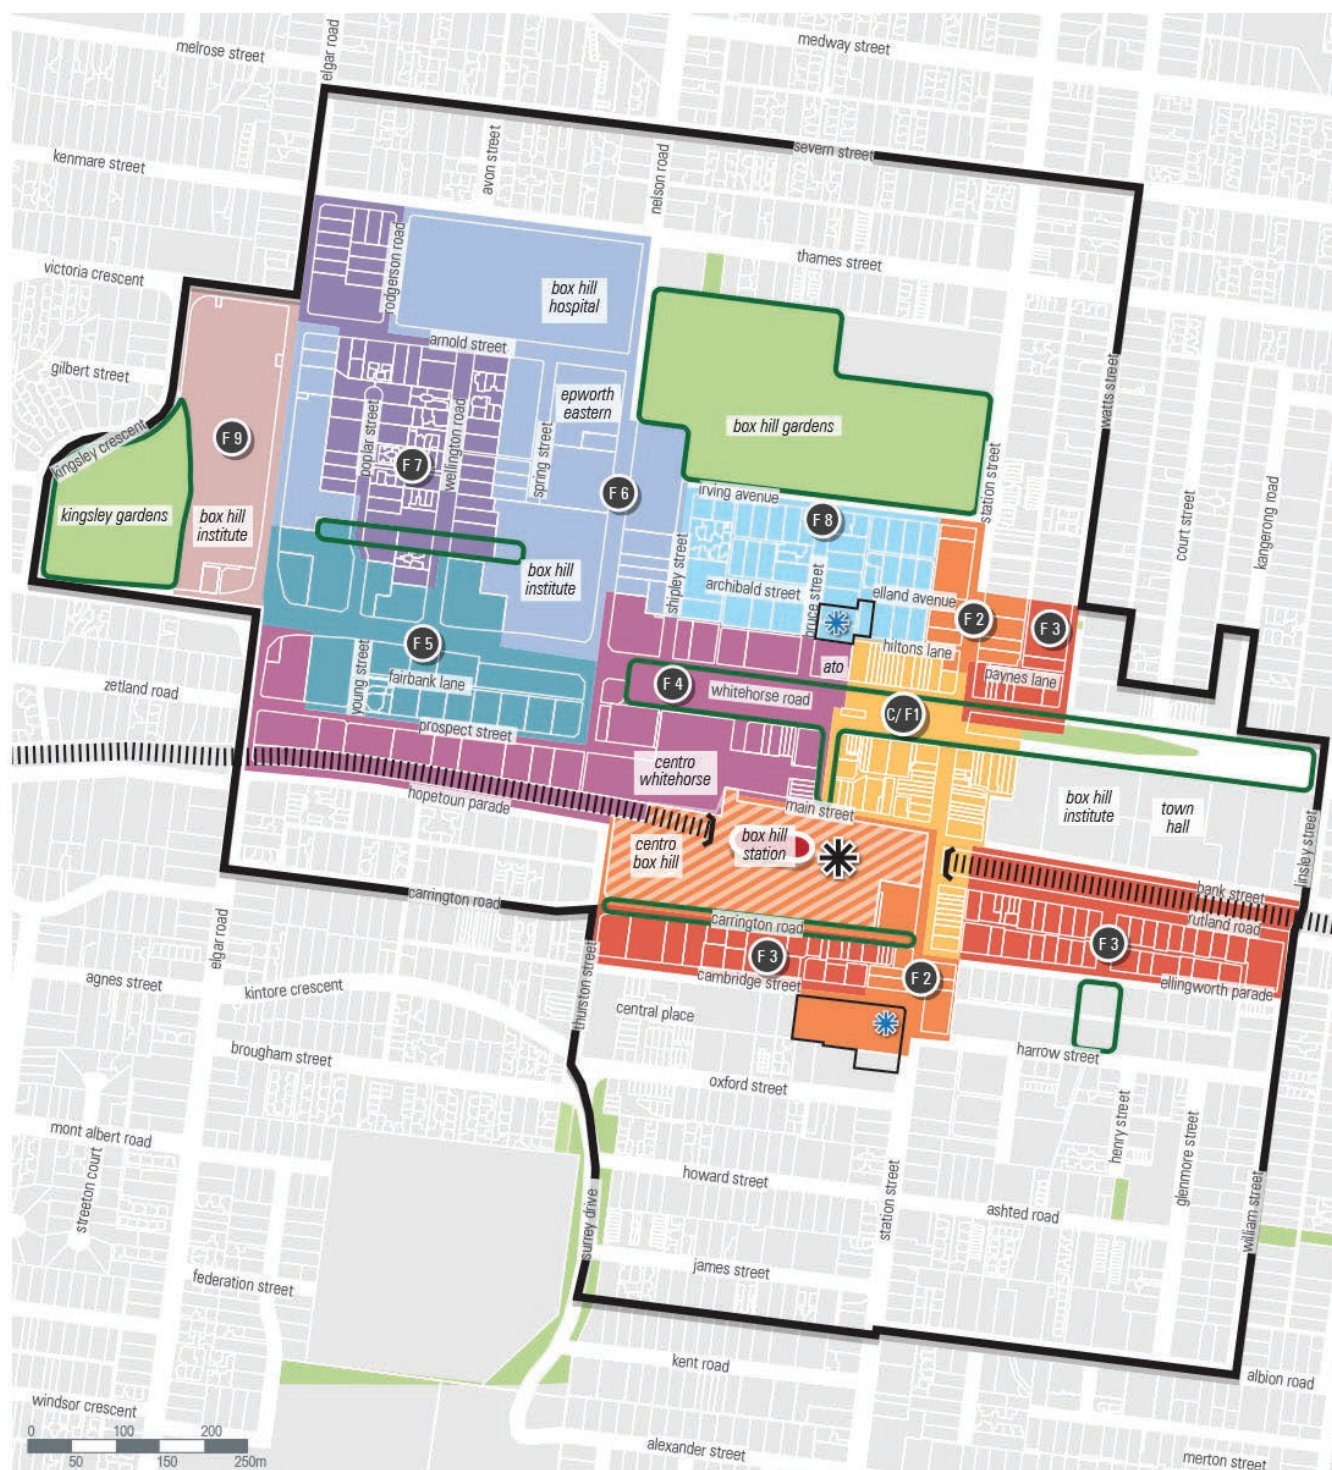 melrose street
elgar road
medway street
kenmare street
avon street
nelson road
severn street
victoria crescent
rodgerson road
thames street
box hill
hospital
gilbert street
arnold street
epworth
eastern
watts street
kingsley crescent
F 9
poplar street
F 7
wellington road
spring street
F 6
box hill gardens
station street
court street
kangerong road
kingsley gardens
box hill
institute
irving avenue
F 8
box hill
institute
shipley street
archibald street
bruce street
elland avenue
F 2
F 3
hiltons lane
paynes lane
zetland road
young street
F 5
fairbank lane
F 4
whitehorse road
ato
C/ F1
prospect street
centro
whitehorse
hopetoun parade
main street
box hill
institute
town
hall
centro
box hill
box hill
station
linsley street
bank street
rutland road
carrington road
carrington road
F 3
F 3
F 2
elgar road
agnes street
kintore crescent
thurston street
cambridge street
ellingworth parade
central place
harrow street
brougham street
oxford street
mont albert road
streeton court
howard street
henry street
glenmore street
ashted road
station street
william street
surrey drive
james street
federation street
kent road
albion road
windsor crescent
alexander street
merton street
0 100 200
50 150 250m